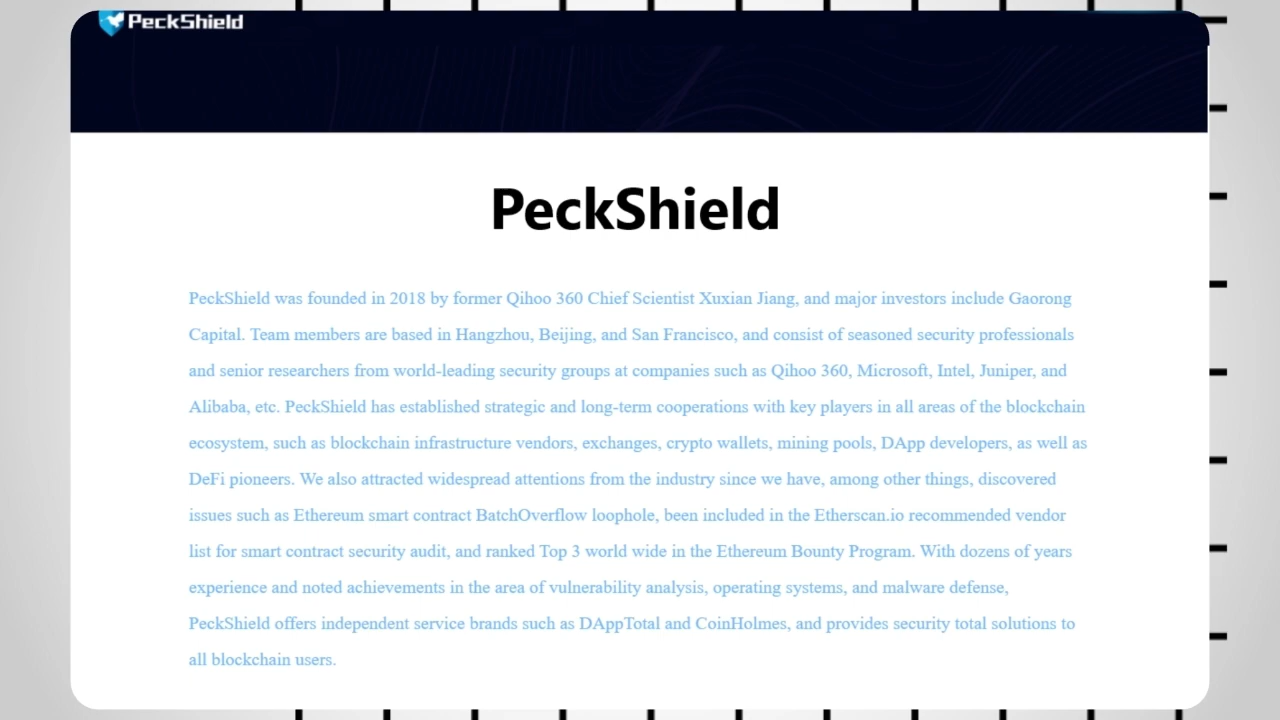 PeckShield
PeckShield
PeckShield was founded in 2018 by former Qihoo 360 Chief Scientist Xuxian Jiang, and major investors include Gaorong
Capital. Team members are based in Hangzhou, Beijing, and San Francisco, and consist of seasoned security professionals
and senior researchers from world-leading security groups at companies such as Qihoo 360, Microsoft, Intel, Juniper, and
Alibaba, etc. PeckShield has established strategic and long-term cooperations with key players in all areas of the blockchain
ecosystem, such as blockchain infrastructure vendors, exchanges, crypto wallets, mining pools, DApp developers, as well as
DeFi pioneers. We also attracted widespread attentions from the industry since we have, among other things, discovered
issues such as Ethereum smart contract BatchOverflow loophole, been included in the Etherscan.io recommended vendor
list for smart contract security audit, and ranked Top 3 world wide in the Ethereum Bounty Program. With dozens of years
experience and noted achievements in the area of vulnerability analysis, operating systems, and malware defense,
PeckShield offers independent service brands such as DAppTotal and CoinHolmes, and provides security total solutions to
all blockchain users.